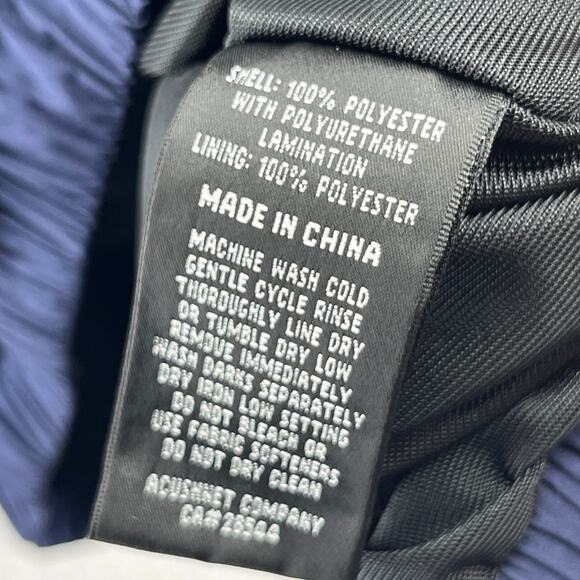 SHELL: 100% POLYESTER
WITH POLYURETHANE
LAMINATION
LINING: 100% POLYESTER
MADE IN CHINA
MACHINE WASH COLD
GENTLE CYCLE RINSE
THOROUGHLY LINE DRY
OR TUMBLE DRY LOW
REMOVE IMMEDIATELY
WASH DARKS SEPARATELY
DRY IRON LOW SETTING
DO NOT BLEACH OR
USE FABRIC SOFTENERS
DO NOT DRY CLEAN
ACUSHNET COMPANY
CA#26544